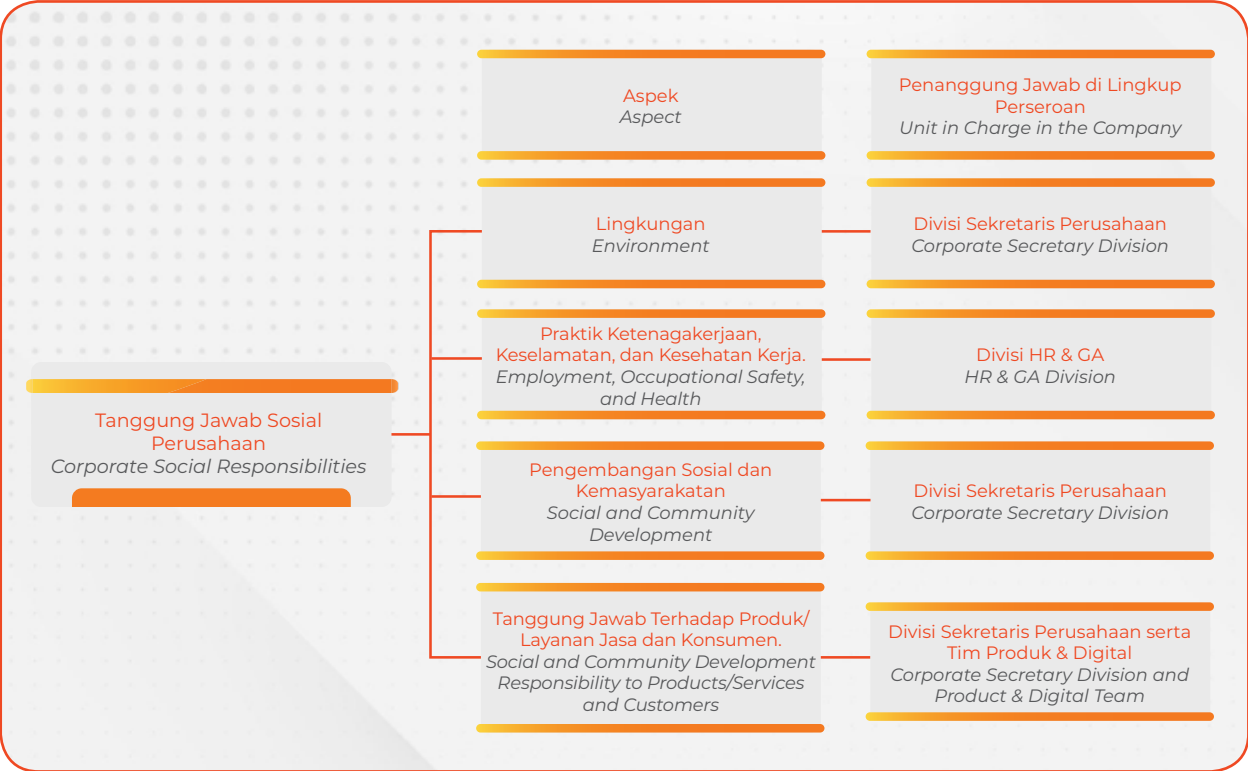 Aspek
Aspect
Penanggung Jawab di Lingkup
Perseroan
Unit in Charge in the Company
Lingkungan
Environment
Divisi Sekretaris Perusahaan
Corporate Secretary Division
Praktik Ketenagakerjaan,
Keselamatan, dan Kesehatan Kerja.
Employment, Occupational Safety,
and Health
Divisi HR & GA
HR & GA Division
Tanggung Jawab Sosial
Perusahaan
Corporate Social Responsibilities
Pengembangan Sosial dan
Kemasyarakatan
Social and Community
Development
Divisi Sekretaris Perusahaan
Corporate Secretary Division
Tanggung Jawab Terhadap Produk/
Layanan Jasa dan Konsumen.
Social and Community Development
Responsibility to Products/Services
and Customers
Divisi Sekretaris Perusahaan serta
Tim Produk & Digital
Corporate Secretary Division and
Product & Digital Team